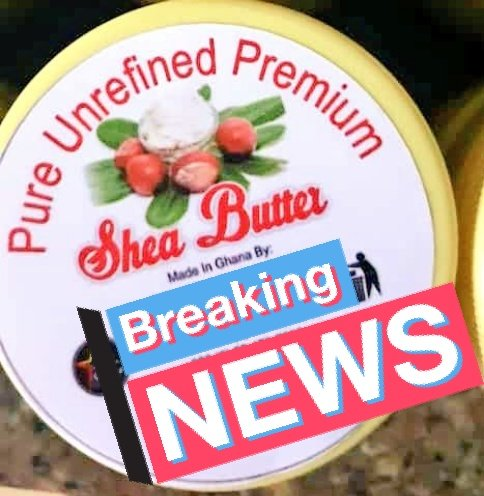 Pure Unrefined Premium
Shea Butter
Made In Ghana By:
Breaking
NEWS